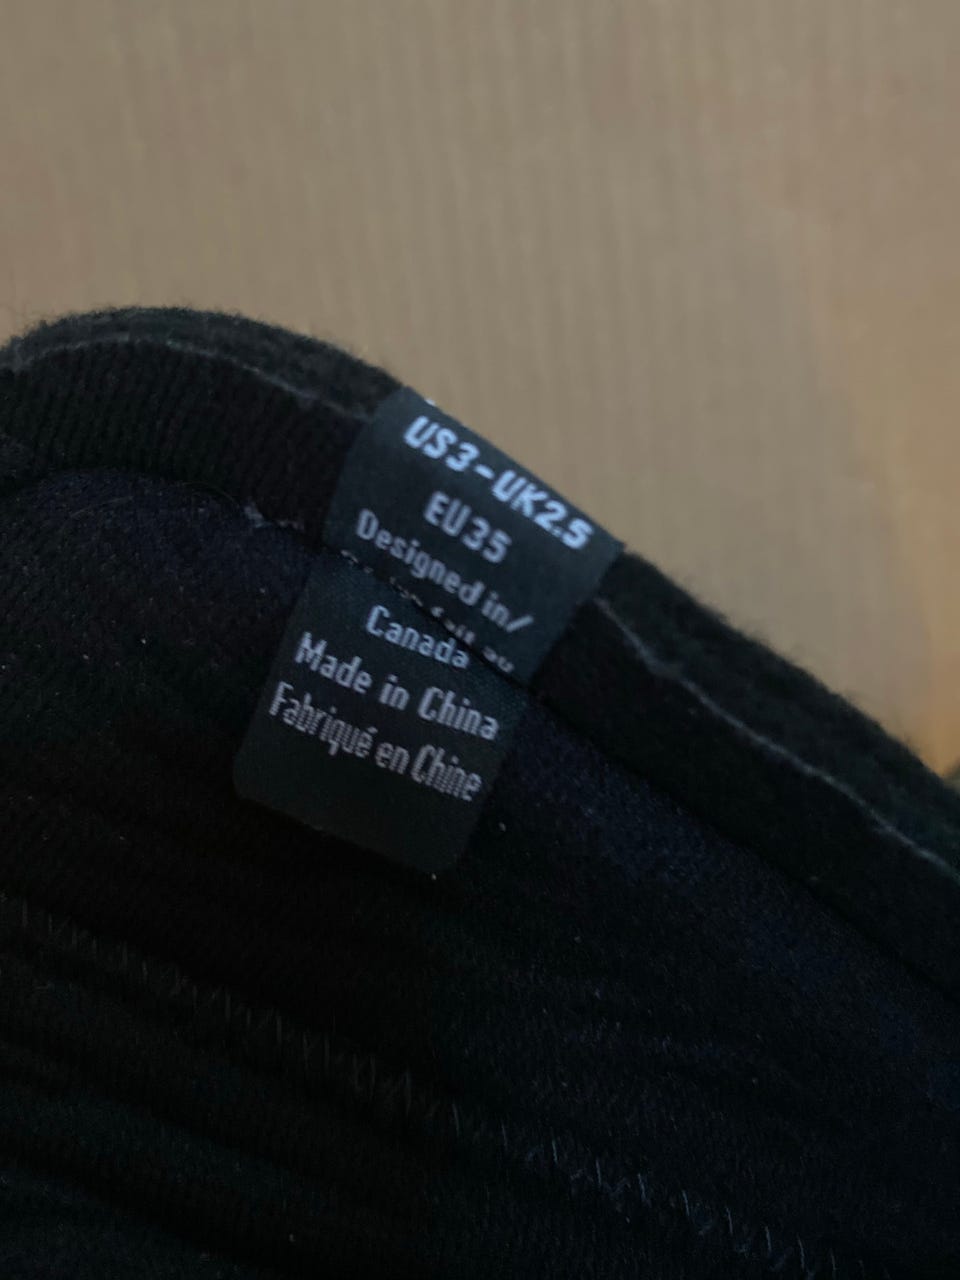 US3-UK2.5
EU35
Designed in/
Canada
Made in China
Fabriqué en Chine